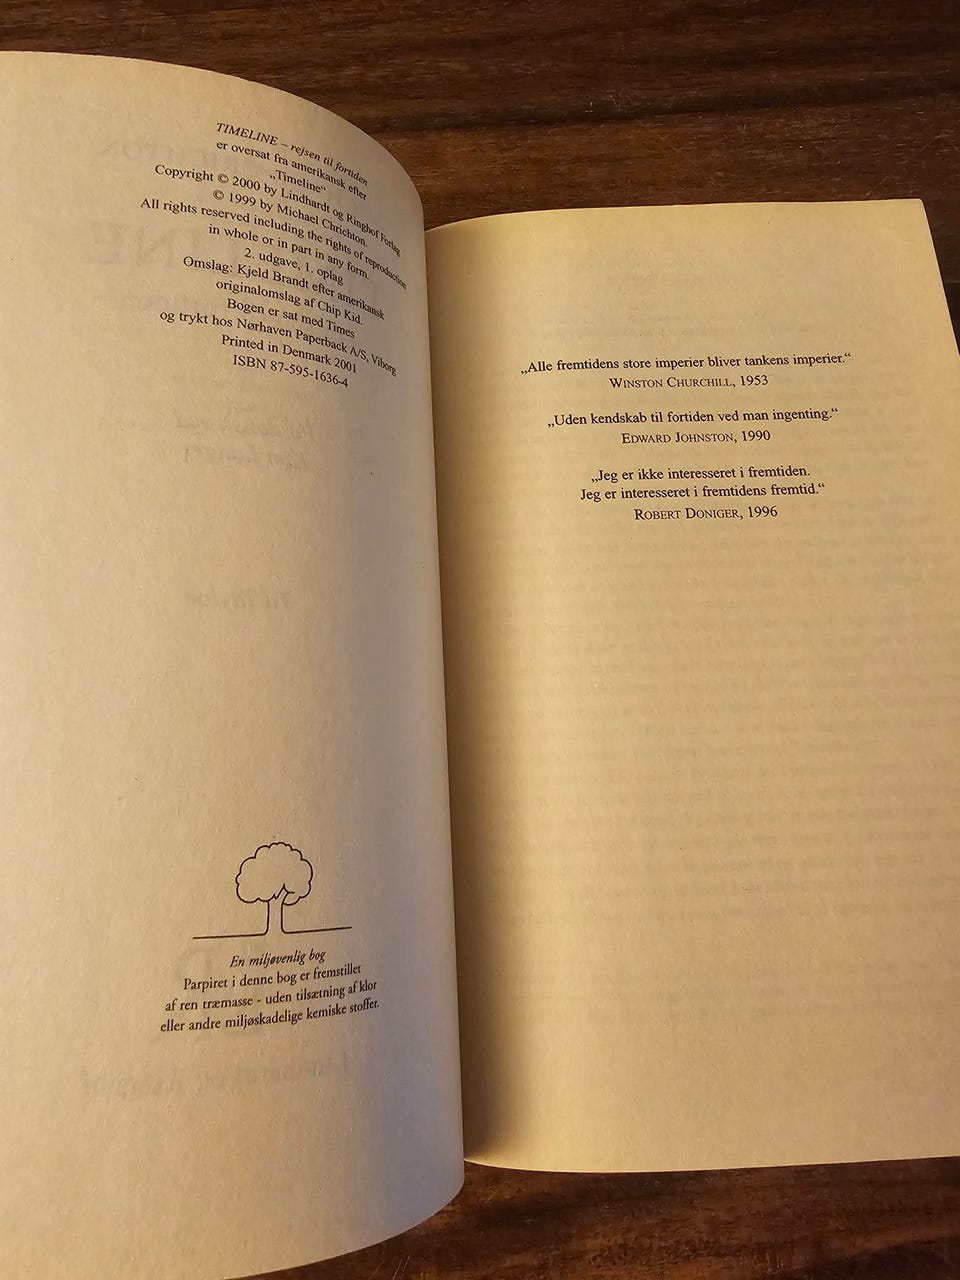 TIMELINE – rejsen til fortiden
er oversat fra amerikansk efter
„Timeline“
Copyright © 2000 by Lindhardt og Ringhof Forlag
© 1999 by Michael Chrichton.
All rights reserved including the rights of reproduction
in whole or in part in any form.
2. udgave, 1. oplag
Omslag: Kjeld Brandt efter amerikansk
originalomslag af Chip Kid.
Bogen er sat med Times
og trykt hos Nørhaven Paperback A/S, Viborg
Printed in Denmark 2001
ISBN 87-595-1636-4
En miljøvenlig bog
Parpiret i denne bog er fremstillet
af ren træmasse - uden tilsætning af klor
eller andre miljøskadelige kemiske stoffer.
„Alle fremtidens store imperier bliver tankens imperier.“
WINSTON CHURCHILL, 1953
„Uden kendskab til fortiden ved man ingenting.“
EDWARD JOHNSTON, 1990
„Jeg er ikke interesseret i fremtiden.
Jeg er interesseret i fremtidens fremtid.“
ROBERT DONIGER, 1996